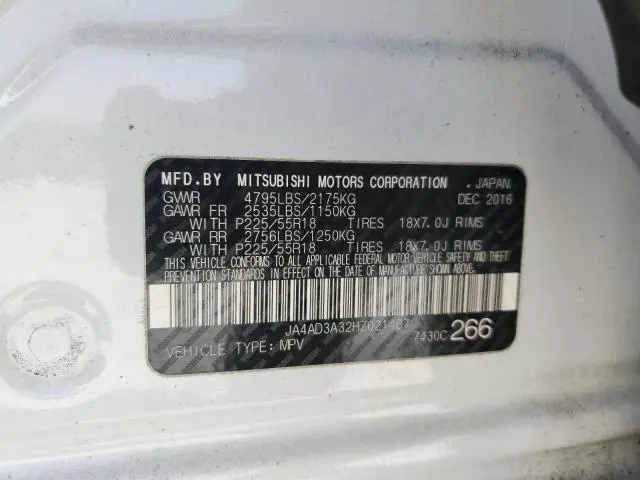 MFD.BY MITSUBISHI MOTORS CORPORATION . JAPAN
GVWR 4795LBS/2175KG DEC 2016
GAWR FR 2535LBS/1150KG
WITH P225/55R18 TIRES 18X7.0J RIMS
GAWR RR 2756LBS/1250KG
WITH P225/55R18 TIRES 18X7.0J RIMS
THIS VEHICLE CONFORMS TO ALL APPLICABLE FEDERAL MOTOR VEHICLE SAFETY AND THEFT
PREVENTION STANDARDS IN EFFECT ON THE DATE OF MANUFACTURE SHOWN ABOVE.
JA4AD3A32HZ021467
VEHICLE TYPE: MPV 7430C 266